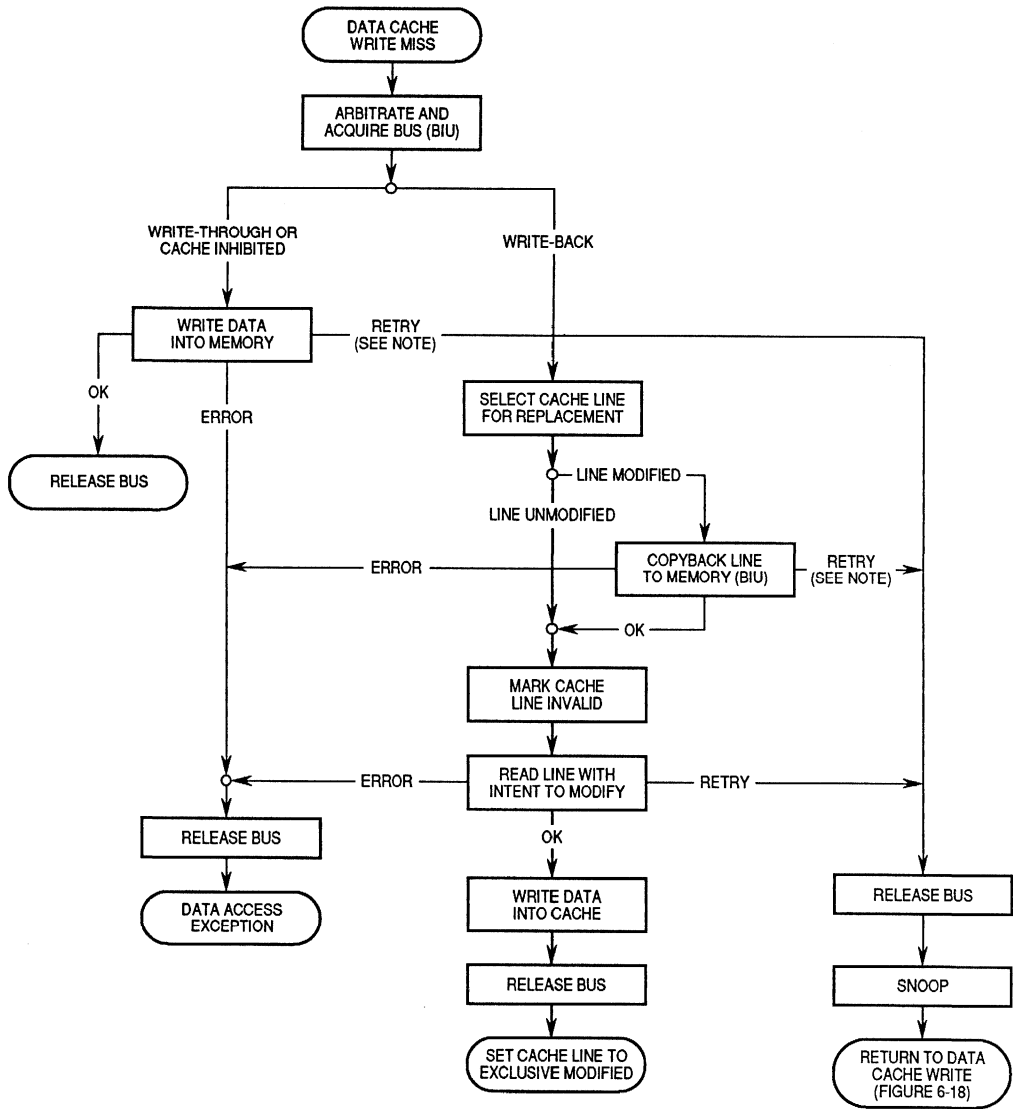 DATA CACHE
WRITE MISS
ARBITRATE AND
ACQUIRE BUS (BIU)
WRITE-THROUGH OR
CACHE INHIBITED
WRITE-BACK
WRITE DATA
INTO MEMORY
RETRY
(SEE NOTE)
OK
ERROR
SELECT CACHE LINE
FOR REPLACEMENT
RELEASE BUS
LINE MODIFIED
LINE UNMODIFIED
COPYBACK LINE
TO MEMORY (BIU)
ERROR
RETRY
(SEE NOTE)
OK
MARK CACHE
LINE INVALID
READ LINE WITH
INTENT TO MODIFY
ERROR
RETRY
OK
RELEASE BUS
DATA ACCESS
EXCEPTION
WRITE DATA
INTO CACHE
RELEASE BUS
SET CACHE LINE TO
EXCLUSIVE MODIFIED
RELEASE BUS
SNOOP
RETURN TO DATA
CACHE WRITE
(FIGURE 6-18)